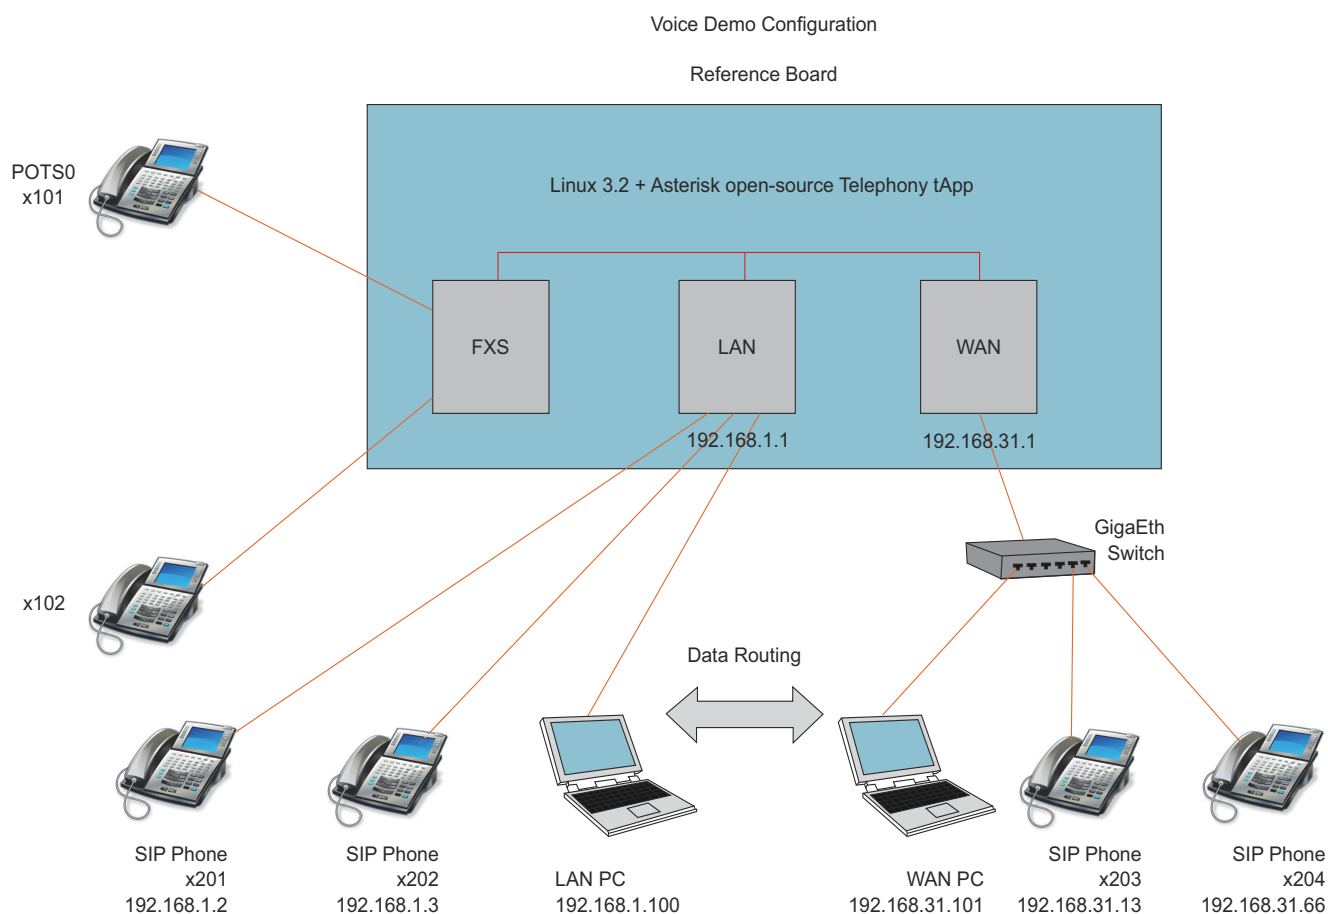 Voice Demo Configuration
Reference Board
POTS0
x101
Linux 3.2 + Asterisk open-source Telephony tApp
FXS
LAN
WAN
192.168.1.1
192.168.31.1
GigaEth
Switch
x102
Data Routing
SIP Phone
x201
192.168.1.2
SIP Phone
x202
192.168.1.3
LAN PC
192.168.1.100
WAN PC
192.168.31.101
SIP Phone
x203
192.168.31.13
SIP Phone
x204
192.168.31.66